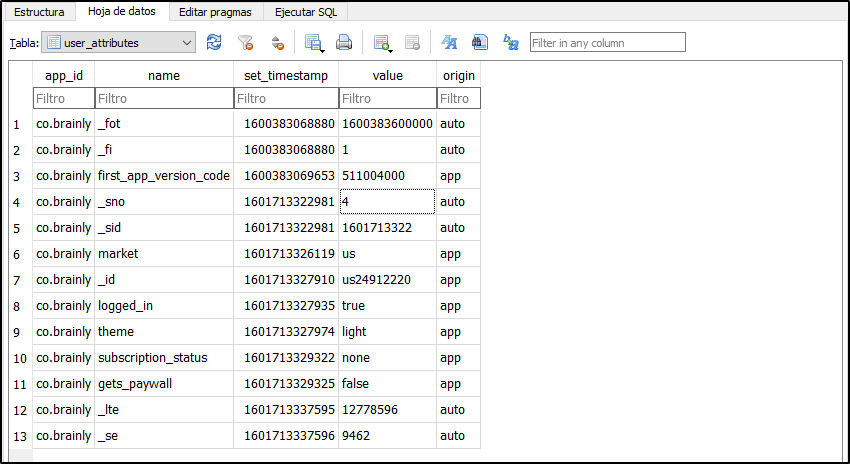 Estructura Hoja de datos Editar pragmas Ejecutar SQL
Tabla: user_attributes Filter in any column
app_id name set_timestamp value origin
Filtro Filtro Filtro Filtro Filtro
1 co.brainly _fot 1600383068880 1600383600000 auto
2 co.brainly _fi 1600383068880 1 auto
3 co.brainly first_app_version_code 1600383069653 511004000 app
4 co.brainly _sno 1601713322981 4 auto
5 co.brainly _sid 1601713322981 1601713322 auto
6 co.brainly market 1601713326119 us app
7 co.brainly _id 1601713327910 us24912220 app
8 co.brainly logged_in 1601713327935 true app
9 co.brainly theme 1601713327974 light app
10 co.brainly subscription_status 1601713329322 none app
11 co.brainly gets_paywall 1601713329325 false app
12 co.brainly _lte 1601713337595 12778596 auto
13 co.brainly _se 1601713337596 9462 auto